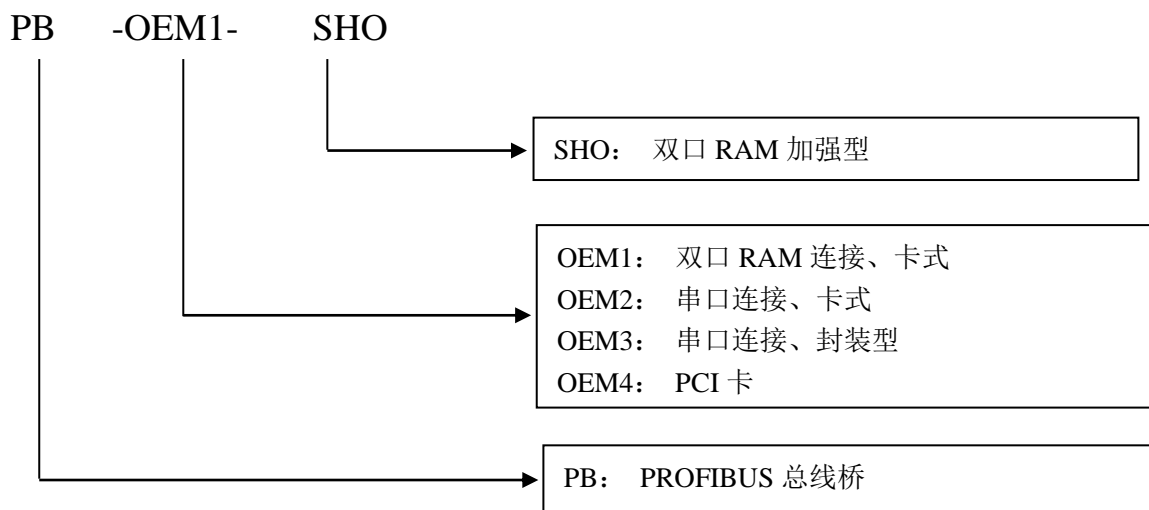 PB -OEM1- SHO
SHO： 双口 RAM 加强型
OEM1： 双口 RAM 连接、卡式
OEM2： 串口连接、卡式
OEM3： 串口连接、封装型
OEM4： PCI 卡
PB： PROFIBUS 总线桥